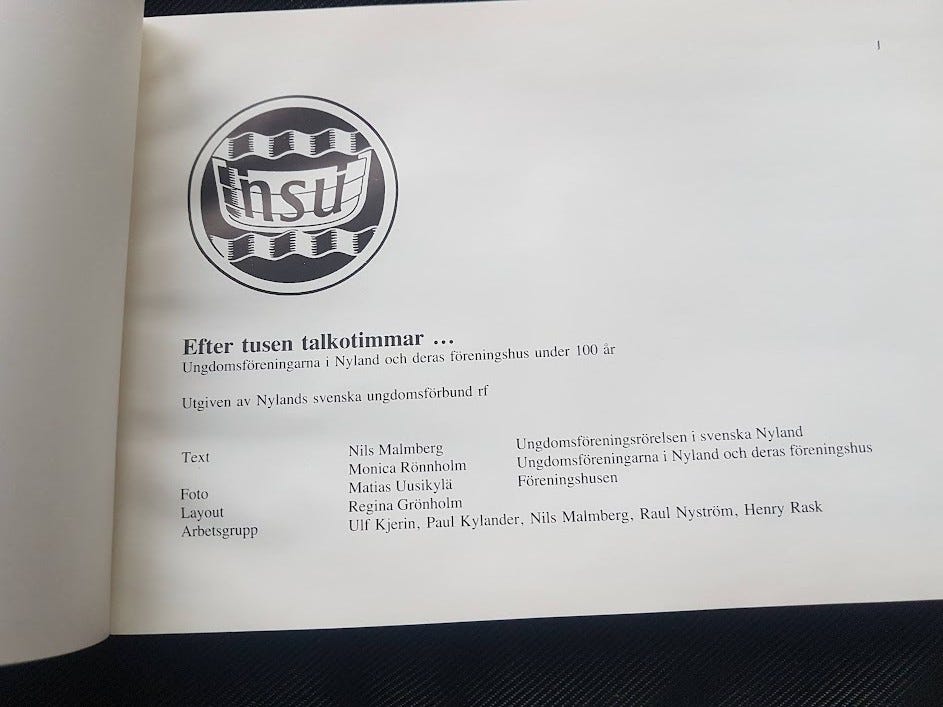 nsu
Efter tusen talkotimmar ...
Ungdomsföreningarna i Nyland och deras föreningshus under 100 år
Utgiven av Nylands svenska ungdomsförbund rf
Text Nils Malmberg Ungdomsföreningsrörelsen i svenska Nyland
Monica Rönnholm Ungdomsföreningarna i Nyland och deras föreningshus
Foto Matias Uusikylä Föreningshusen
Layout Regina Grönholm
Arbetsgrupp Ulf Kjerin, Paul Kylander, Nils Malmberg, Raul Nyström, Henry Rask